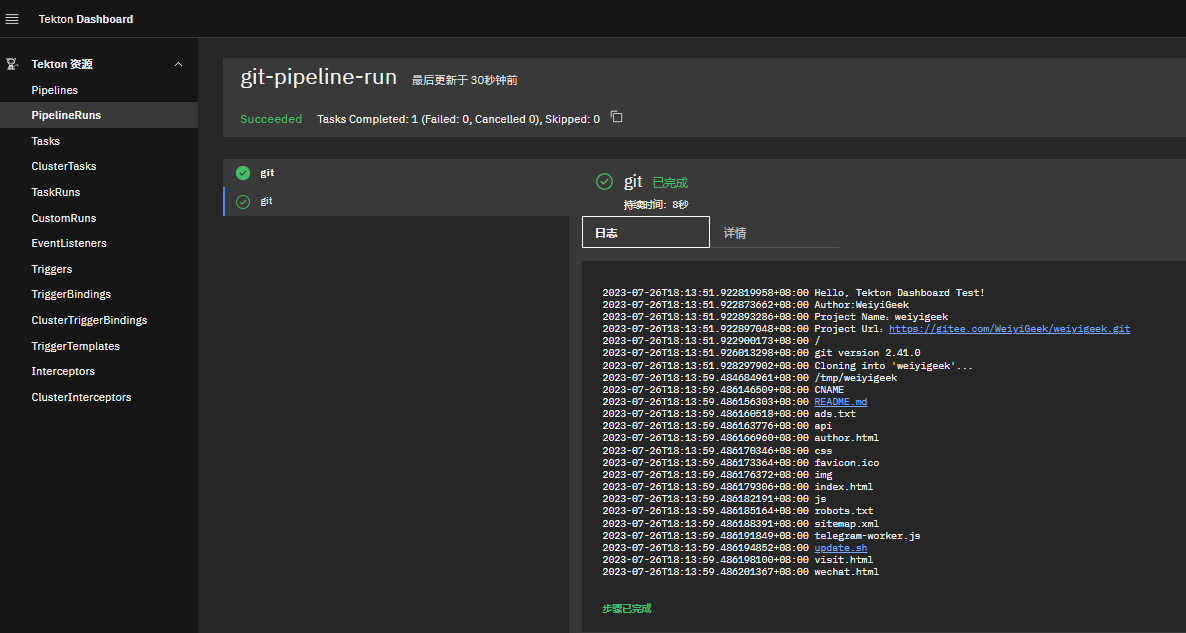 Tekton Dashboard
Tekton 资源
Pipelines
PipelineRuns
Tasks
ClusterTasks
TaskRuns
CustomRuns
EventListeners
Triggers
TriggerBindings
ClusterTriggerBindings
TriggerTemplates
Interceptors
ClusterInterceptors
git-pipeline-run 最后更新于 30秒钟前
Succeeded Tasks Completed: 1 (Failed: 0, Cancelled 0), Skipped: 0
git
git
git 已完成
持续时间: 8秒
日志 详情
2023-07-26T18:13:51.922819958+08:00 Hello, Tekton Dashboard Test!
2023-07-26T18:13:51.922873662+08:00 Author:WeiyiGeek
2023-07-26T18:13:51.922893286+08:00 Project Name：weiyigeek
2023-07-26T18:13:51.922897048+08:00 Project Url：https://gitee.com/WeiyiGeek/weiyigeek.git
2023-07-26T18:13:51.922900173+08:00 /
2023-07-26T18:13:51.926013298+08:00 git version 2.41.0
2023-07-26T18:13:51.928297902+08:00 Cloning into 'weiyigeek'...
2023-07-26T18:13:59.484684961+08:00 /tmp/weiyigeek
2023-07-26T18:13:59.486146509+08:00 CNAME
2023-07-26T18:13:59.486156303+08:00 README.md
2023-07-26T18:13:59.486160518+08:00 ads.txt
2023-07-26T18:13:59.486163776+08:00 api
2023-07-26T18:13:59.486166960+08:00 author.html
2023-07-26T18:13:59.486170346+08:00 css
2023-07-26T18:13:59.486173364+08:00 favicon.ico
2023-07-26T18:13:59.486176372+08:00 img
2023-07-26T18:13:59.486179306+08:00 index.html
2023-07-26T18:13:59.486182191+08:00 js
2023-07-26T18:13:59.486185164+08:00 robots.txt
2023-07-26T18:13:59.486188391+08:00 sitemap.xml
2023-07-26T18:13:59.486191849+08:00 telegram-worker.js
2023-07-26T18:13:59.486194852+08:00 update.sh
2023-07-26T18:13:59.486198100+08:00 visit.html
2023-07-26T18:13:59.486201367+08:00 wechat.html
步骤已完成